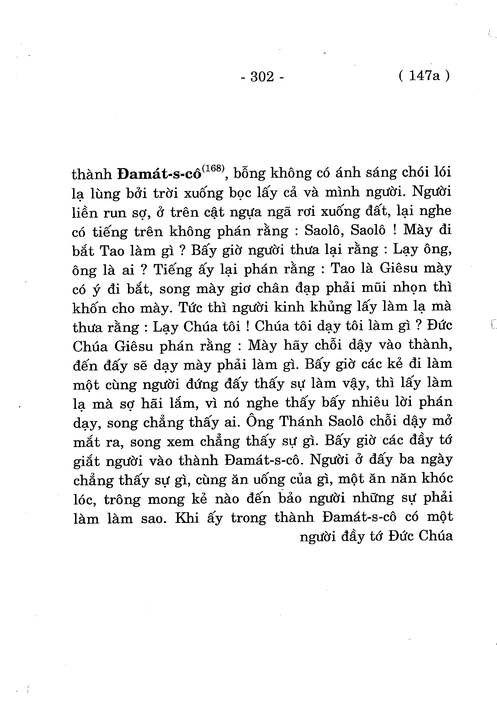 - 302 - ( 147a )
thành Đamát-s-cô(168), bỗng không có ánh sáng chói lói
lạ lùng bởi trời xuống bọc lấy cả và mình người. Người
liền run sợ, ở trên cật ngựa ngã rơi xuống đất, lại nghe
có tiếng trên không phán rằng : Saolô, Saolô ! Mày đi
bắt Tao làm gì ? Bấy giờ người thưa lại rằng : Lạy ông,
ông là ai ? Tiếng ấy lại phán rằng : Tao là Giêsu mày
có ý đi bắt, song mày giơ chân đạp phải mũi nhọn thì
khốn cho mày. Tức thì người kinh khủng lấy làm lạ mà
thưa rằng : Lạy Chúa tôi ! Chúa tôi dạy tôi làm gì ? Đức
Chúa Giêsu phán rằng : Mày hãy chỗi dậy vào thành,
đến đấy sẽ dạy mày phải làm gì. Bấy giờ các kẻ đi làm
một cùng người đứng đấy thấy sự làm vậy, thì lấy làm
lạ mà sợ hãi lắm, vì nó nghe thấy bấy nhiêu lời phán
dạy, song chẳng thấy ai. Ông Thánh Saolô chỗi dậy mở
mắt ra, song xem chẳng thấy sự gì. Bấy giờ các đầy tớ
giắt người vào thành Đamát-s-cô. Người ở đấy ba ngày
chẳng thấy sự gì, cùng ăn uống của gì, một ăn năn khóc
lóc, trông mong kẻ nào đến bảo người những sự phải
làm làm sao. Khi ấy trong thành Đamát-s-cô có một
người đầy tớ Đức Chúa